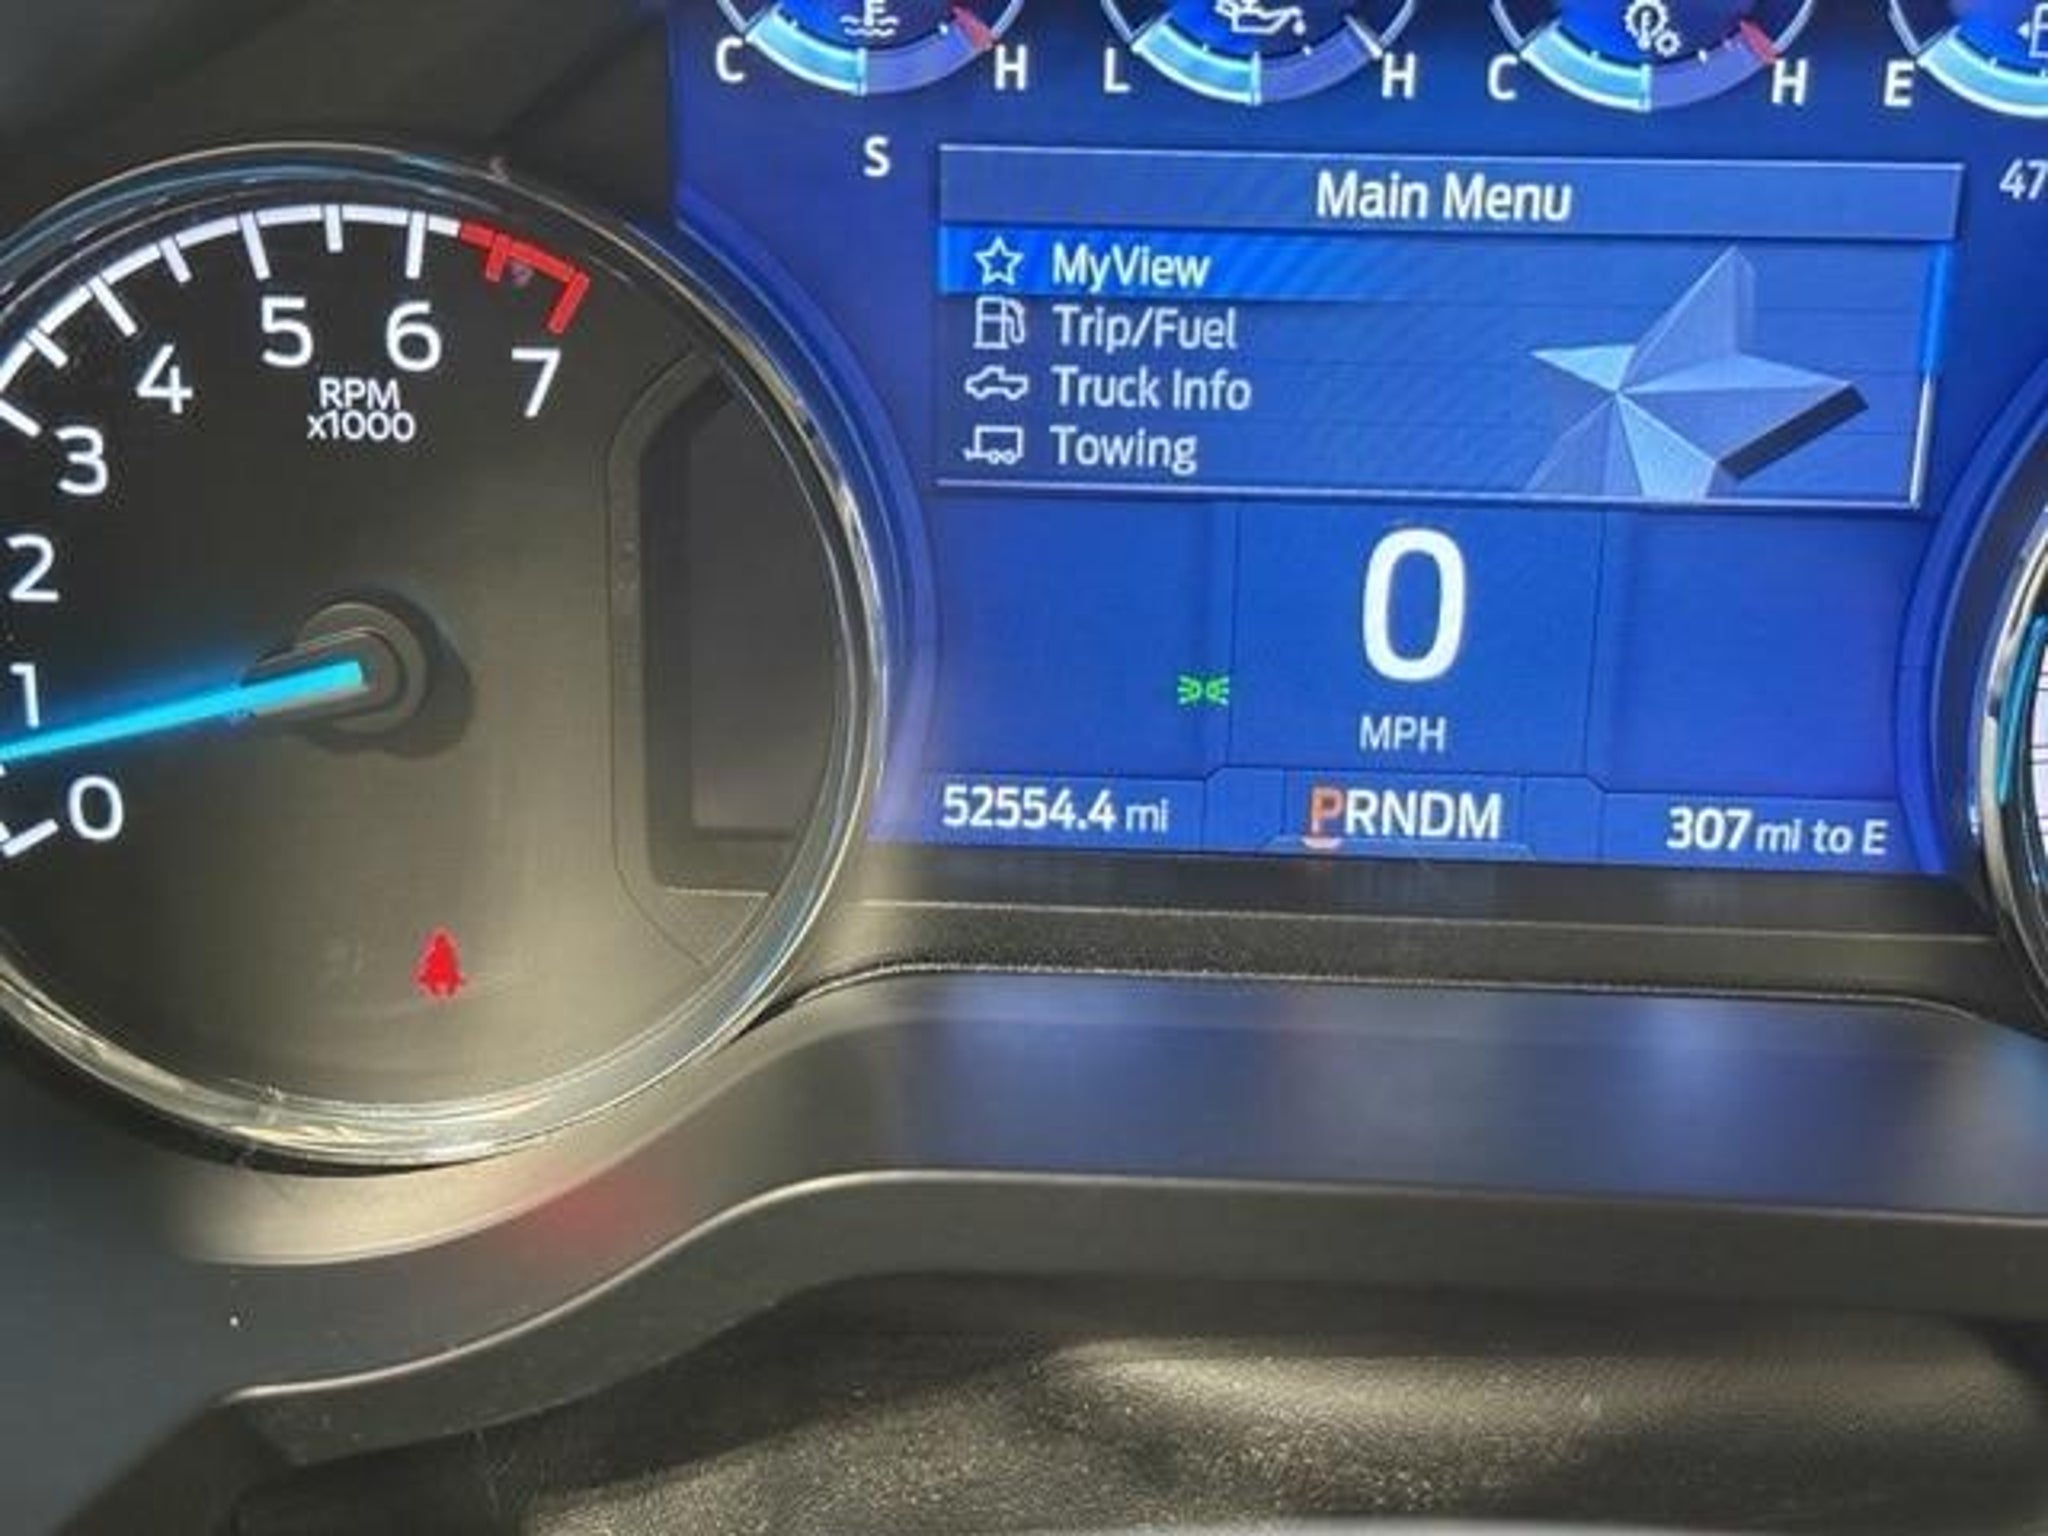 C H L H C H E
S
47
Main Menu
MyView
Trip/Fuel
Truck Info
Towing
0
MPH
52554.4 mi
PRNDM
307 mi to E
0
1
2
3
4
5
6
7
RPM
x1000